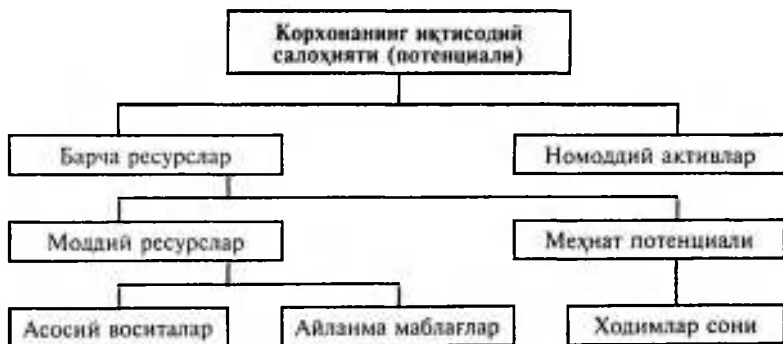 Корхонанинг иқтисодий
салоҳияти (потенциали)
Барча ресурслар
Номоддий активлар
Моддий ресурслар
Меҳнат потенциали
Асосий воситалар
Айланма маблағлар
Ходимлар сони